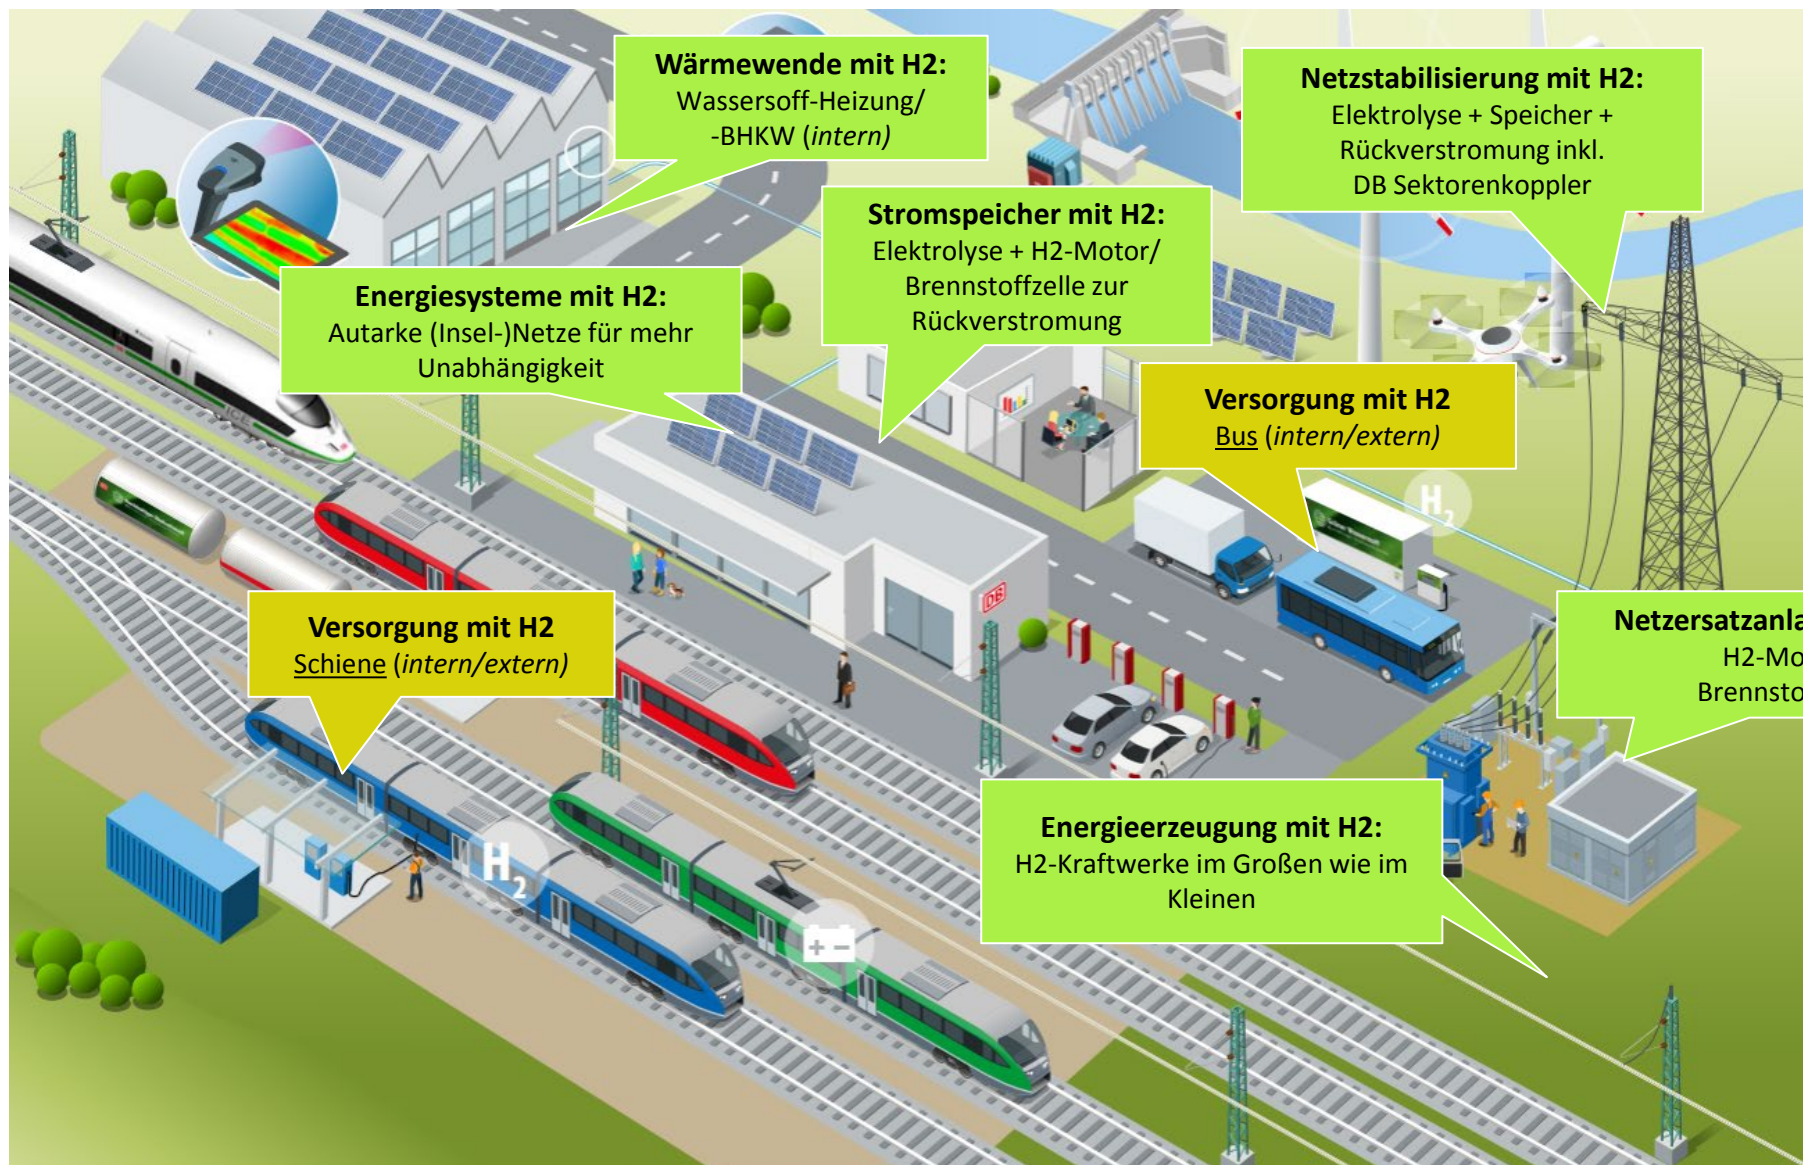 Wärmewende mit H2:
Wassersoff-Heizung/
-BHKW (intern)
Netzstabilisierung mit H2:
Elektrolyse + Speicher +
Rückverstromung inkl.
DB Sektorenkoppler
Stromspeicher mit H2:
Elektrolyse + H2-Motor/
Brennstoffzelle zur
Rückverstromung
Energiesysteme mit H2:
Autarke (Insel-)Netze für mehr
Unabhängigkeit
Versorgung mit H2
Bus (intern/extern)
ICE
H2
DB
Versorgung mit H2
Schiene (intern/extern)
Netzersatzanla
H2-Mo
Brennsto
Energieerzeugung mit H2:
H2-Kraftwerke im Großen wie im
Kleinen
H2